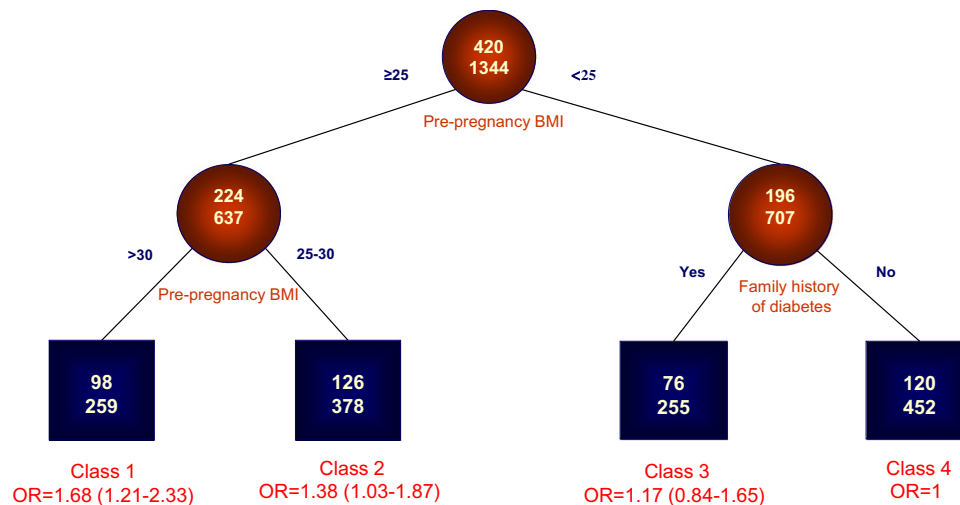 420
1344
≥25
<25
Pre-pregnancy BMI
224
637
196
707
>30
25-30
Pre-pregnancy BMI
Yes
No
Family history
of diabetes
98
259
126
378
76
255
120
452
Class 1
OR=1.68 (1.21-2.33)
Class 2
OR=1.38 (1.03-1.87)
Class 3
OR=1.17 (0.84-1.65)
Class 4
OR=1